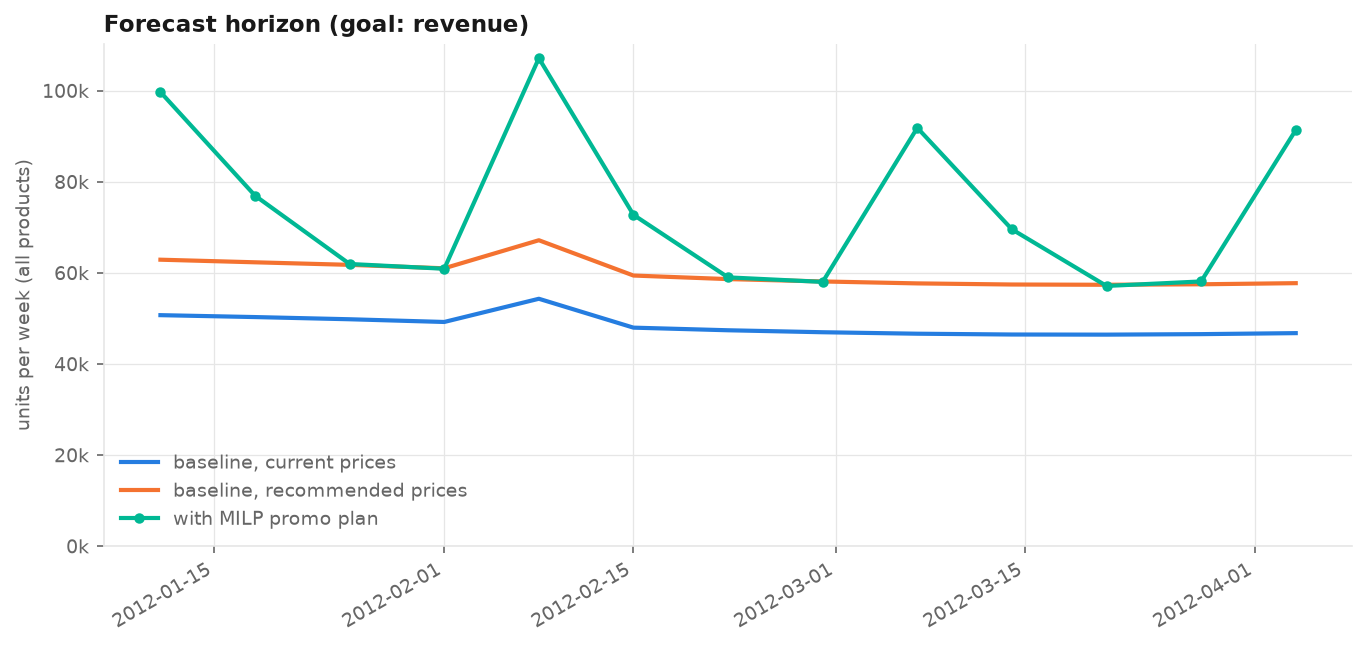 Forecast horizon (goal: revenue)
units per week (all products)
100k
80k
60k
40k
20k
0k
baseline, current prices
baseline, recommended prices
with MILP promo plan
2012-01-15
2012-02-01
2012-02-15
2012-03-01
2012-03-15
2012-04-01